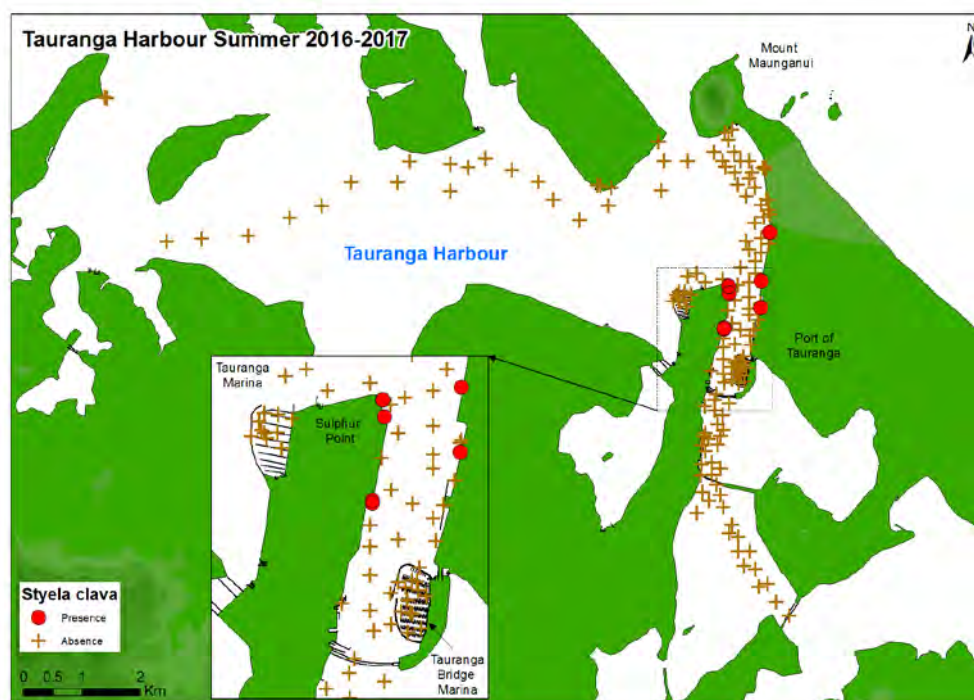 Tauranga Harbour Summer 2016-2017
N
Mount
Maunganui
Tauranga Harbour
Port of
Tauranga
Tauranga
Marina
Sulphur
Point
Tauranga
Bridge
Marina
Styela clava
Presence
Absence
0 0.5 1 2
Km